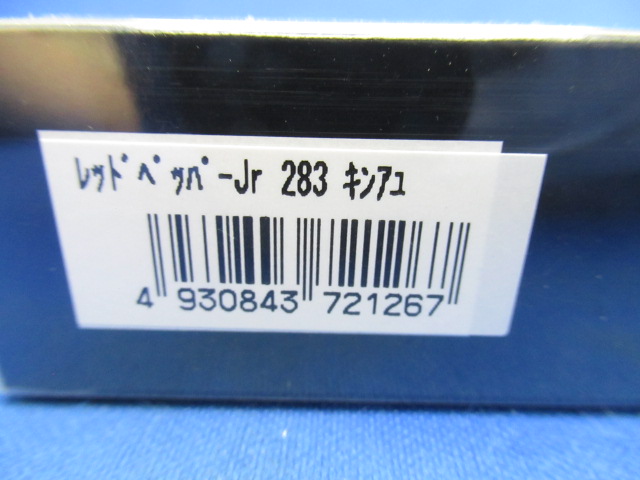 ﾚｯﾄﾞﾍﾟｯﾊﾟｰJr 283 ｷﾝｱﾕ
4 930843 721267